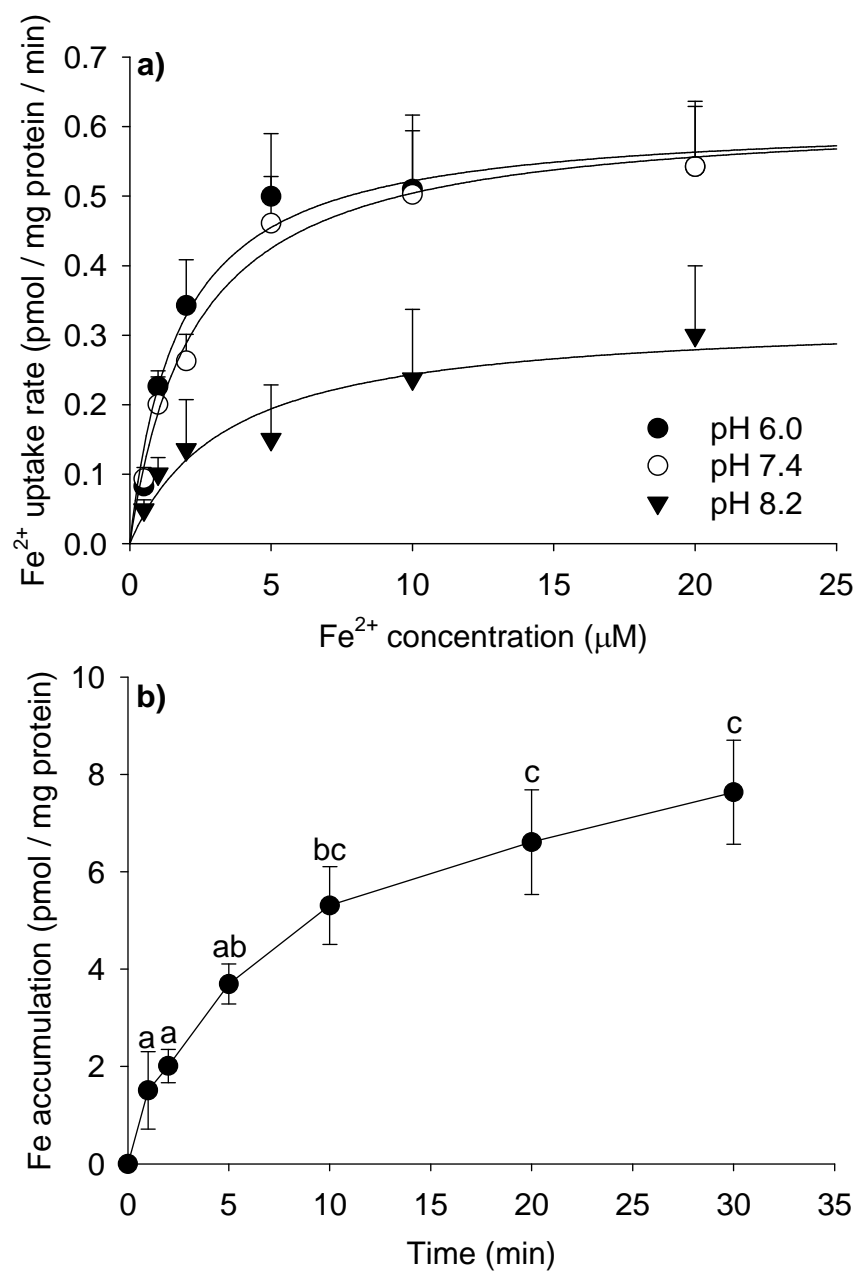 a)
0.7
0.6
0.5
0.4
0.3
0.2
0.1
0.0
Fe²⁺ uptake rate (pmol / mg protein / min)
pH 6.0
pH 7.4
pH 8.2
0 5 10 15 20 25
Fe²⁺ concentration (μM)
b)
10
8
6
4
2
0
Fe accumulation (pmol / mg protein)
a
a
ab
bc
c
c
0 5 10 15 20 25 30 35
Time (min)